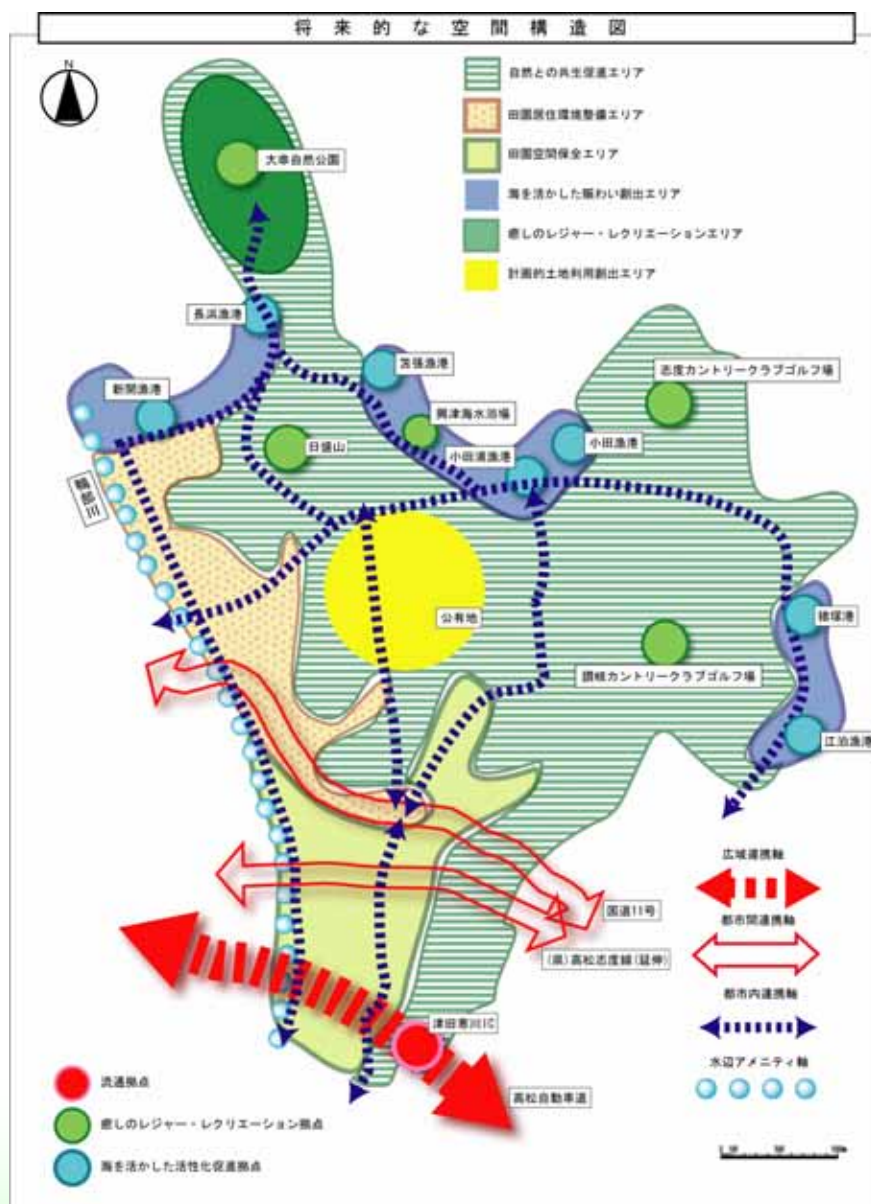 将来的な空間構造図
N
自然との共生促進エリア
田園居住環境整備エリア
田園空間保全エリア
海を活かした賑わい創出エリア
癒しのレジャー・レクリエーションエリア
計画的土地利用創出エリア
大串自然公園
長浜漁港
苫張漁港
志度カントリークラブゴルフ場
新開漁港
興津海水浴場
小田漁港
日盛山
小田浦漁港
鴨部川
公有地
猪塚港
讃岐カントリークラブゴルフ場
江泊漁港
広域連携軸
国道11号
都市間連携軸
(県)高松志度線(延伸)
都市内連携軸
津田寒川IC
水辺アメニティ軸
流通拠点
高松自動車道
癒しのレジャー・レクリエーション拠点
海を活かした活性化促進拠点